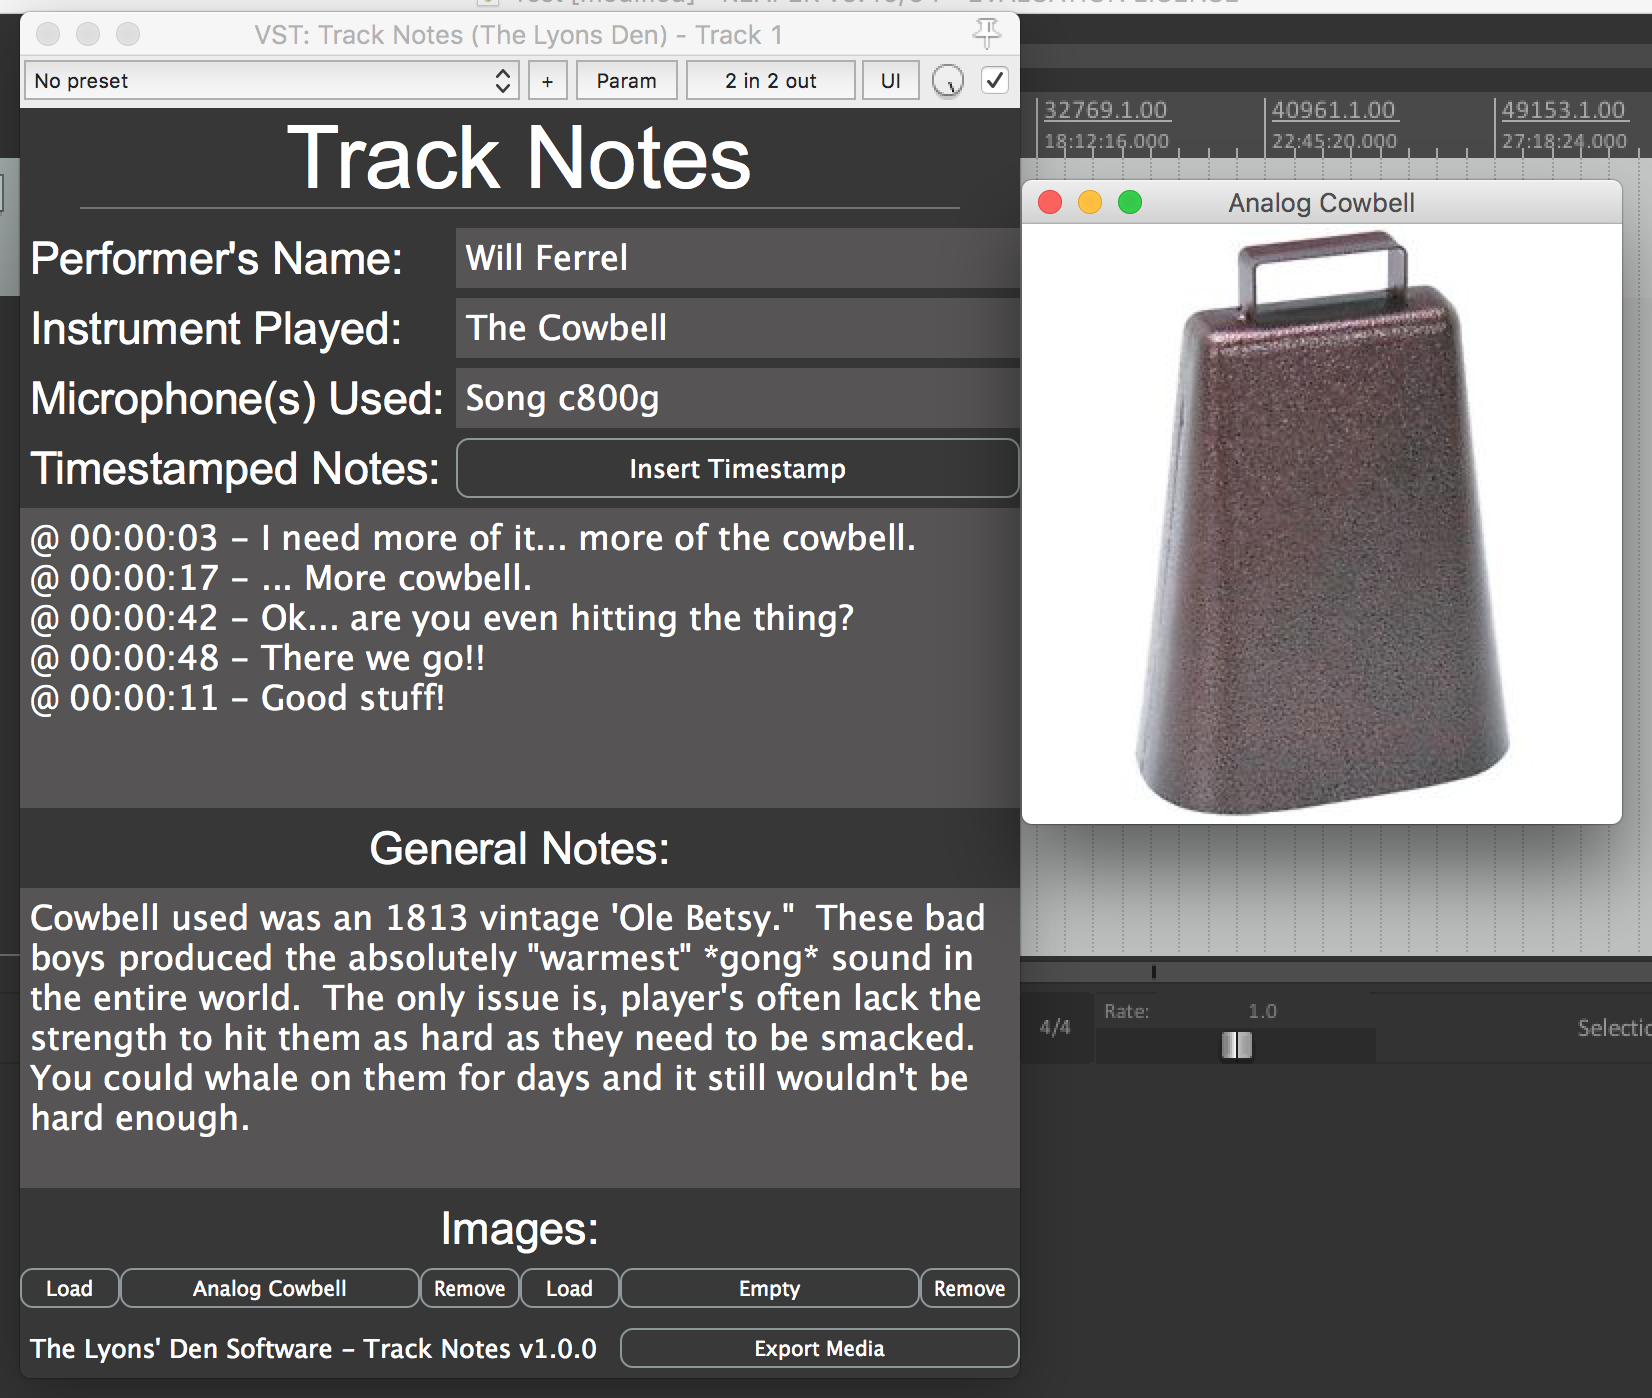 VST: Track Notes (The Lyons Den) - Track 1
No preset
+
Param
2 in 2 out
UI
Track Notes
Performer's Name:
Will Ferrel
Instrument Played:
The Cowbell
Microphone(s) Used:
Song c800g
Timestamped Notes:
Insert Timestamp
@ 00:00:03 – I need more of it... more of the cowbell.
@ 00:00:17 – ... More cowbell.
@ 00:00:42 – Ok... are you even hitting the thing?
@ 00:00:48 – There we go!!
@ 00:00:11 – Good stuff!
General Notes:
Cowbell used was an 1813 vintage 'Ole Betsy."  These bad
boys produced the absolutely "warmest" *gong* sound in
the entire world.  The only issue is, player's often lack the
strength to hit them as hard as they need to be smacked.
You could whale on them for days and it still wouldn't be
hard enough.
Images:
Load
Analog Cowbell
Remove
Load
Empty
Remove
The Lyons' Den Software – Track Notes v1.0.0
Export Media
32769.1.00
40961.1.00
49153.1.00
18:12:16.000
22:45:20.000
27:18:24.000
Analog Cowbell
4/4
Rate:
1.0
Selectio